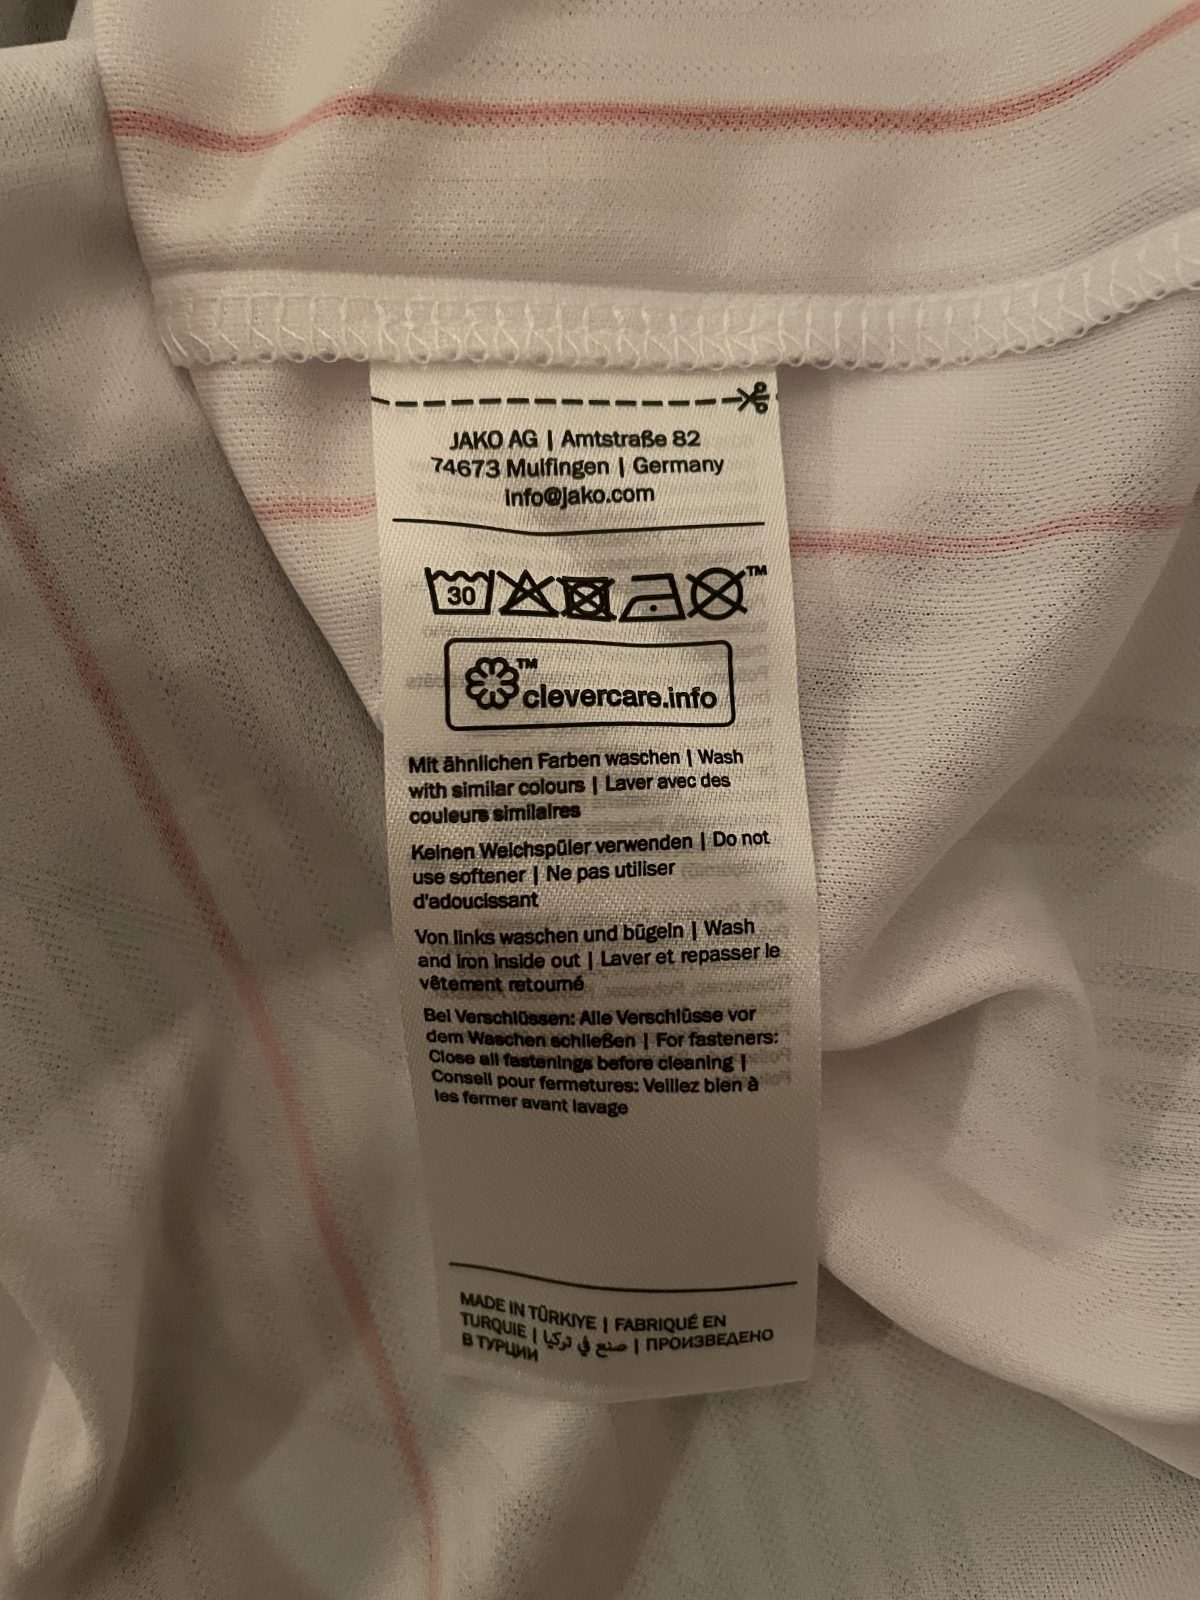 JAKO AG | Amtstraße 82
74673 Mulfingen | Germany
info@jako.com
30
TM
TM
clevercare.info
Mit ähnlichen Farben waschen | Wash
with similar colours | Laver avec des
couleurs similaires
Keinen Weichspüler verwenden | Do not
use softener | Ne pas utiliser
d'adoucissant
Von links waschen und bügeln | Wash
and iron inside out | Laver et repasser le
vêtement retourné
Bei Verschlüssen: Alle Verschlüsse vor
dem Waschen schließen | For fasteners:
Close all fastenings before cleaning |
Conseil pour fermetures: Veillez bien à
les fermer avant lavage
MADE IN TÜRKIYE | FABRIQUÉ EN
TURQUIE | صنع في تركيا | ПРОИЗВЕДЕНО
В ТУРЦИИ